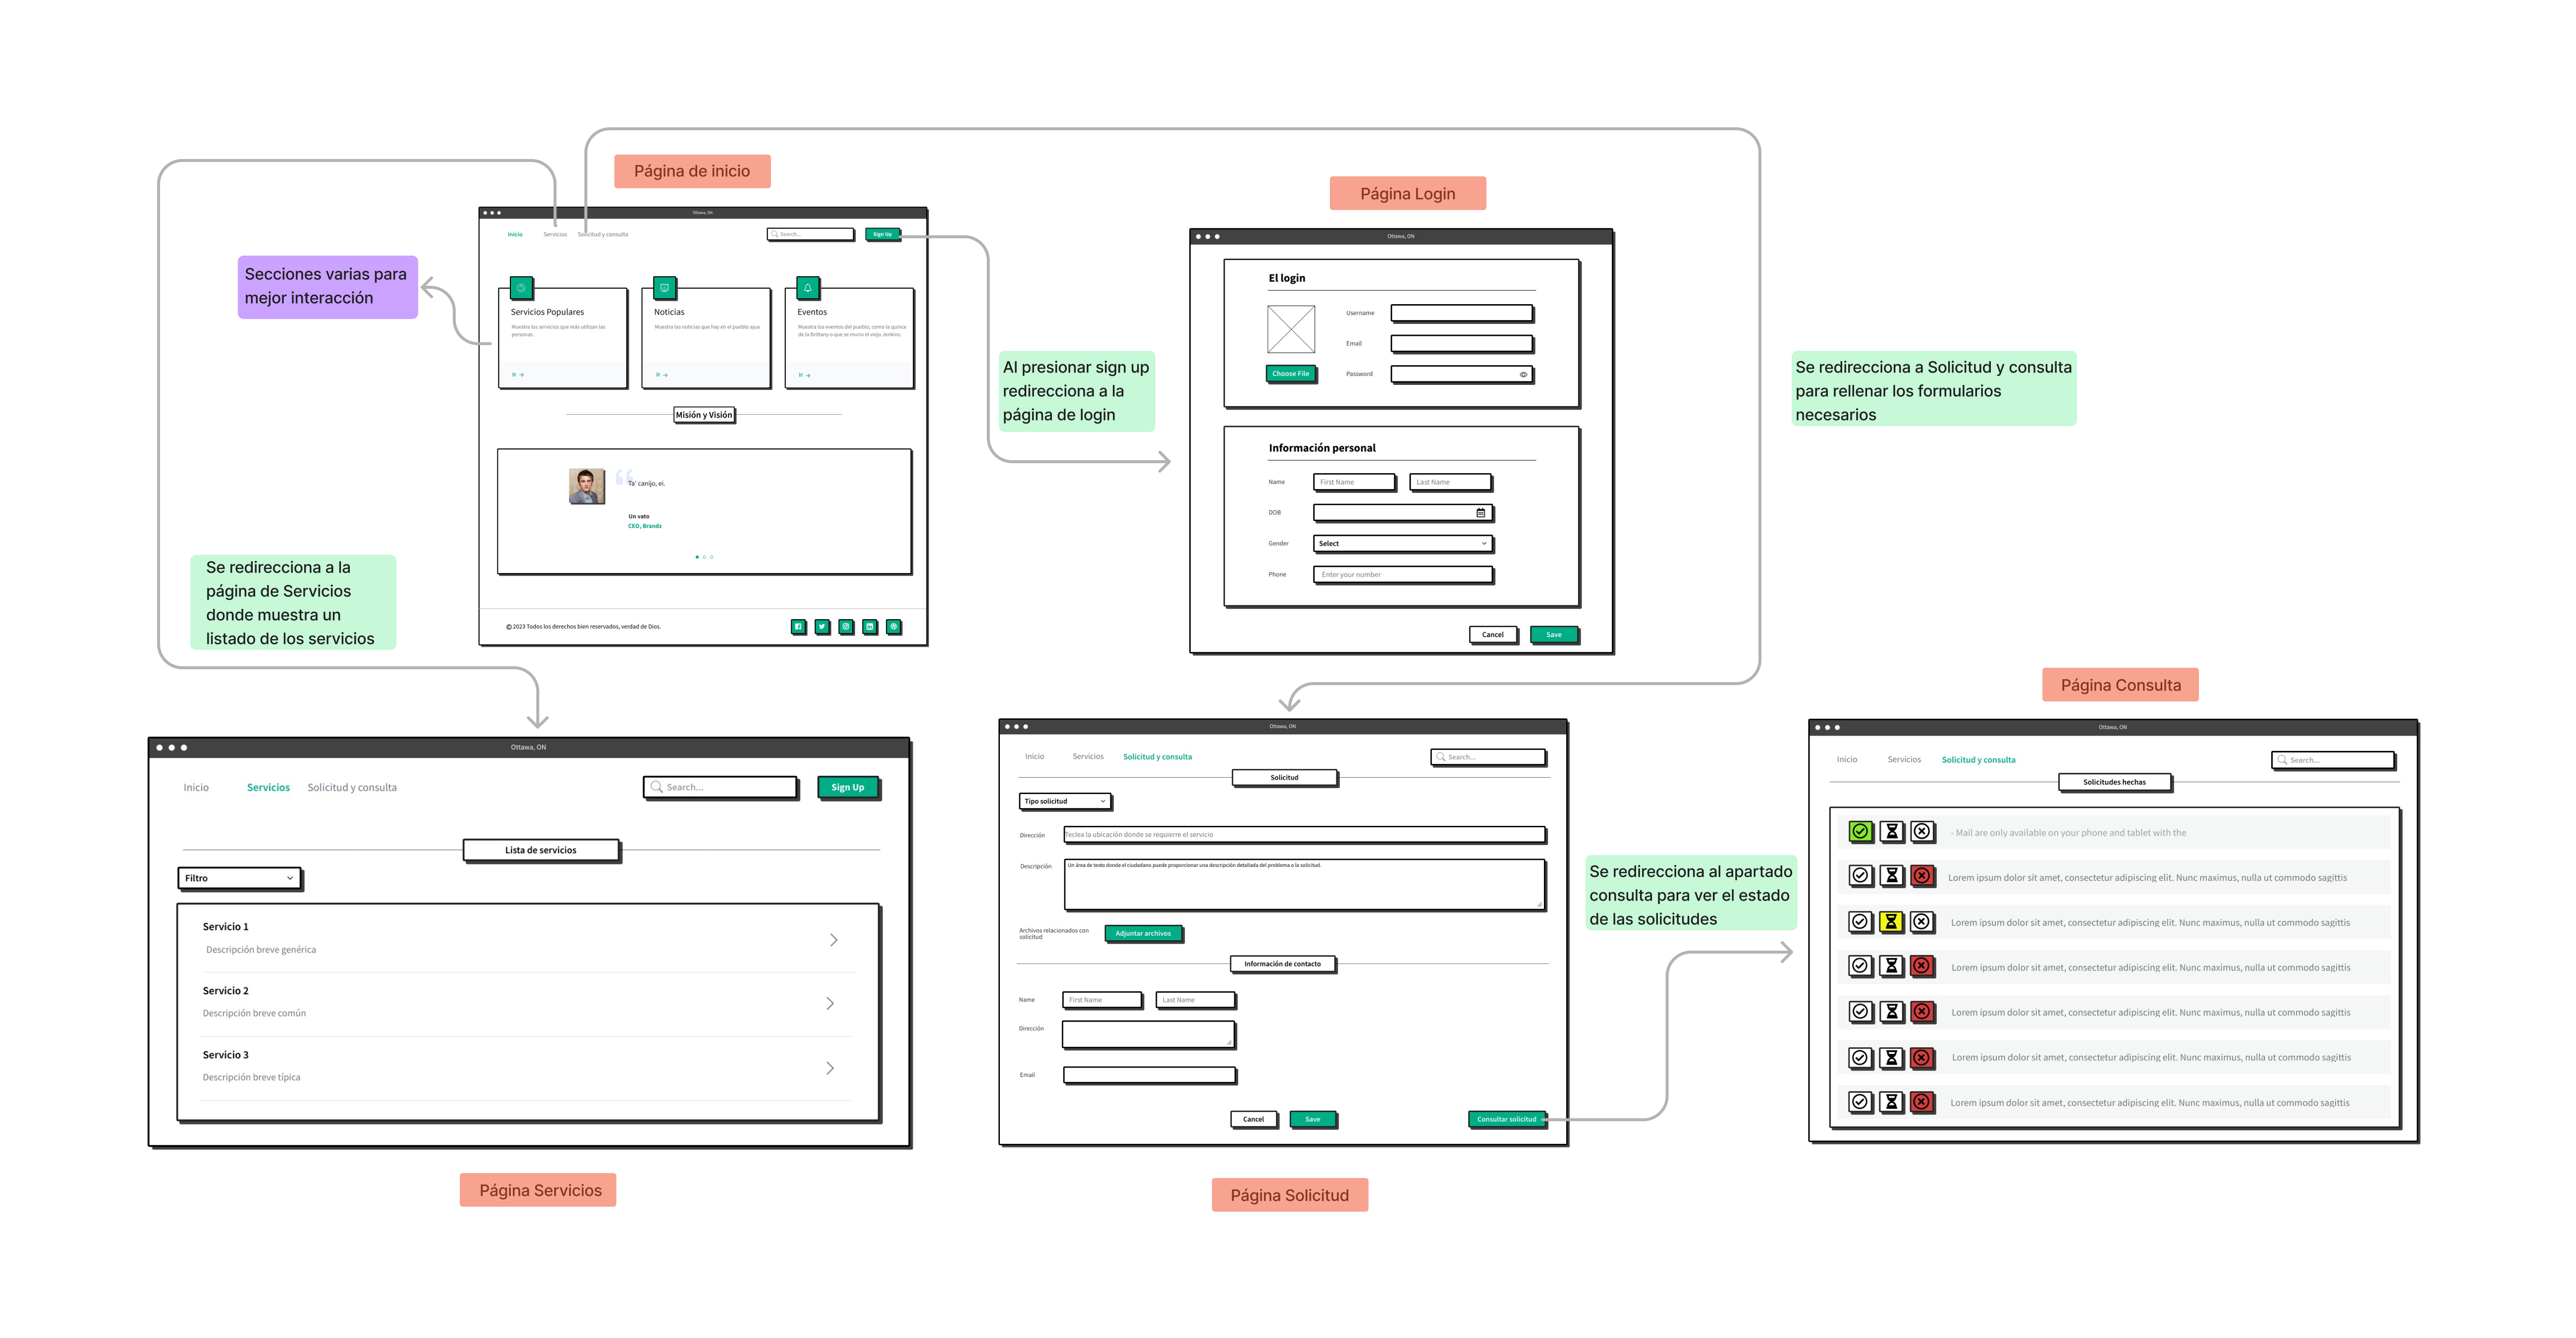 Página de inicio
Ottawa, ON
Inicio
Servicios
Solicitud y consulta
Search...
Sign Up
Servicios Populares
Muestra los servicios que más utilizan las
personas.
Ir →
Noticias
Muestra las noticias que hay en el pueblo ajua
Ir →
Eventos
Muestra los eventos del pueblo, como la quince
de la Brittany o que se murio el viejo Jenkins.
Ir →
Misión y Visión
Ta' canijo, ei.
Un vato
CEO, Brandz
© 2023 Todos los derechos bien reservados, verdad de Dios.
Secciones varias para
mejor interacción
Se redirecciona a la
página de Servicios
donde muestra un
listado de los servicios
Al presionar sign up
redirecciona a la
página de login
Página Login
Ottawa, ON
El login
Choose File
Username
Email
Password
Información personal
Name
First Name
Last Name
DOB
Gender
Select
Phone
Enter your number
Cancel
Save
Se redirecciona a Solicitud y consulta
para rellenar los formularios
necesarios
Ottawa, ON
Inicio
Servicios
Solicitud y consulta
Search...
Sign Up
Lista de servicios
Filtro
Servicio 1
Descripción breve genérica
Servicio 2
Descripción breve común
Servicio 3
Descripción breve típica
Página Servicios
Ottawa, ON
Inicio
Servicios
Solicitud y consulta
Search...
Solicitud
Tipo solicitud
Dirección
Teclea la ubicación donde se requierre el servicio
Descripción
Un área de texto donde el ciudadano puede proporcionar una descripción detallada del problema o la solicitud.
Archivos relacionados con
solicitud
Adjuntar archivos
Información de contacto
Name
First Name
Last Name
Dirección
Email
Cancel
Save
Consultar solicitud
Página Solicitud
Se redirecciona al apartado
consulta para ver el estado
de las solicitudes
Página Consulta
Ottawa, ON
Inicio
Servicios
Solicitud y consulta
Search...
Solicitudes hechas
- Mail are only available on your phone and tablet with the
Lorem ipsum dolor sit amet, consectetur adipiscing elit. Nunc maximus, nulla ut commodo sagittis
Lorem ipsum dolor sit amet, consectetur adipiscing elit. Nunc maximus, nulla ut commodo sagittis
Lorem ipsum dolor sit amet, consectetur adipiscing elit. Nunc maximus, nulla ut commodo sagittis
Lorem ipsum dolor sit amet, consectetur adipiscing elit. Nunc maximus, nulla ut commodo sagittis
Lorem ipsum dolor sit amet, consectetur adipiscing elit. Nunc maximus, nulla ut commodo sagittis
Lorem ipsum dolor sit amet, consectetur adipiscing elit. Nunc maximus, nulla ut commodo sagittis